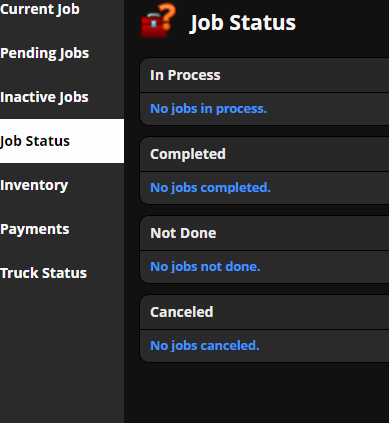 Current Job
Pending Jobs
Inactive Jobs
Job Status
Inventory
Payments
Truck Status
Job Status
In Process
No jobs in process.
Completed
No jobs completed.
Not Done
No jobs not done.
Canceled
No jobs canceled.